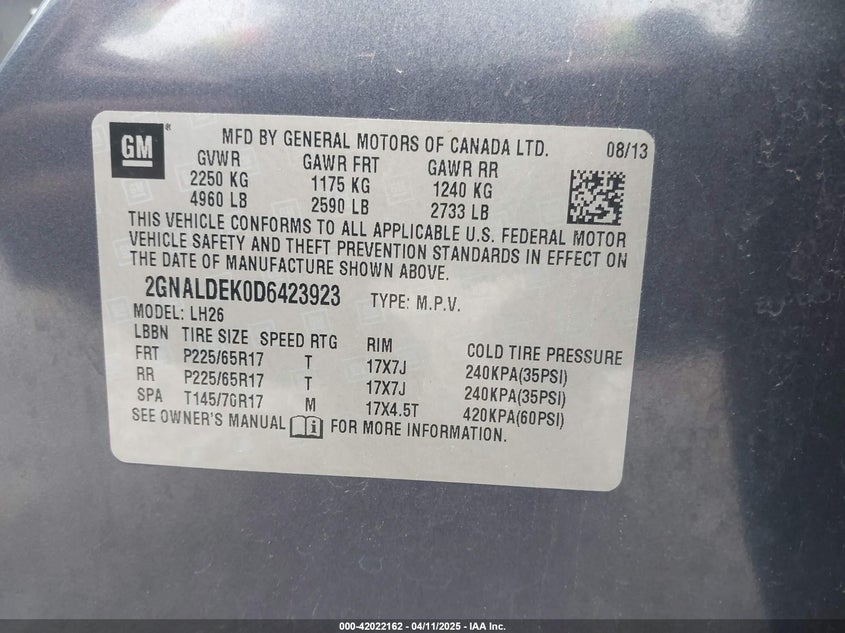 GM ®
MFD BY GENERAL MOTORS OF CANADA LTD. 08/13
GVWR GAWR FRT GAWR RR
2250 KG 1175 KG 1240 KG
4960 LB 2590 LB 2733 LB
THIS VEHICLE CONFORMS TO ALL APPLICABLE U.S. FEDERAL MOTOR
VEHICLE SAFETY AND THEFT PREVENTION STANDARDS IN EFFECT ON
THE DATE OF MANUFACTURE SHOWN ABOVE.
2GNALDEK0D6423923 TYPE: M.P.V.
MODEL: LH26
LBBN TIRE SIZE SPEED RTG RIM COLD TIRE PRESSURE
FRT P225/65R17 T 17X7J 240KPA(35PSI)
RR P225/65R17 T 17X7J 240KPA(35PSI)
SPA T145/70R17 M 17X4.5T 420KPA(60PSI)
SEE OWNER'S MANUAL i FOR MORE INFORMATION.
000-42022162 - 04/11/2025 - IAA Inc.